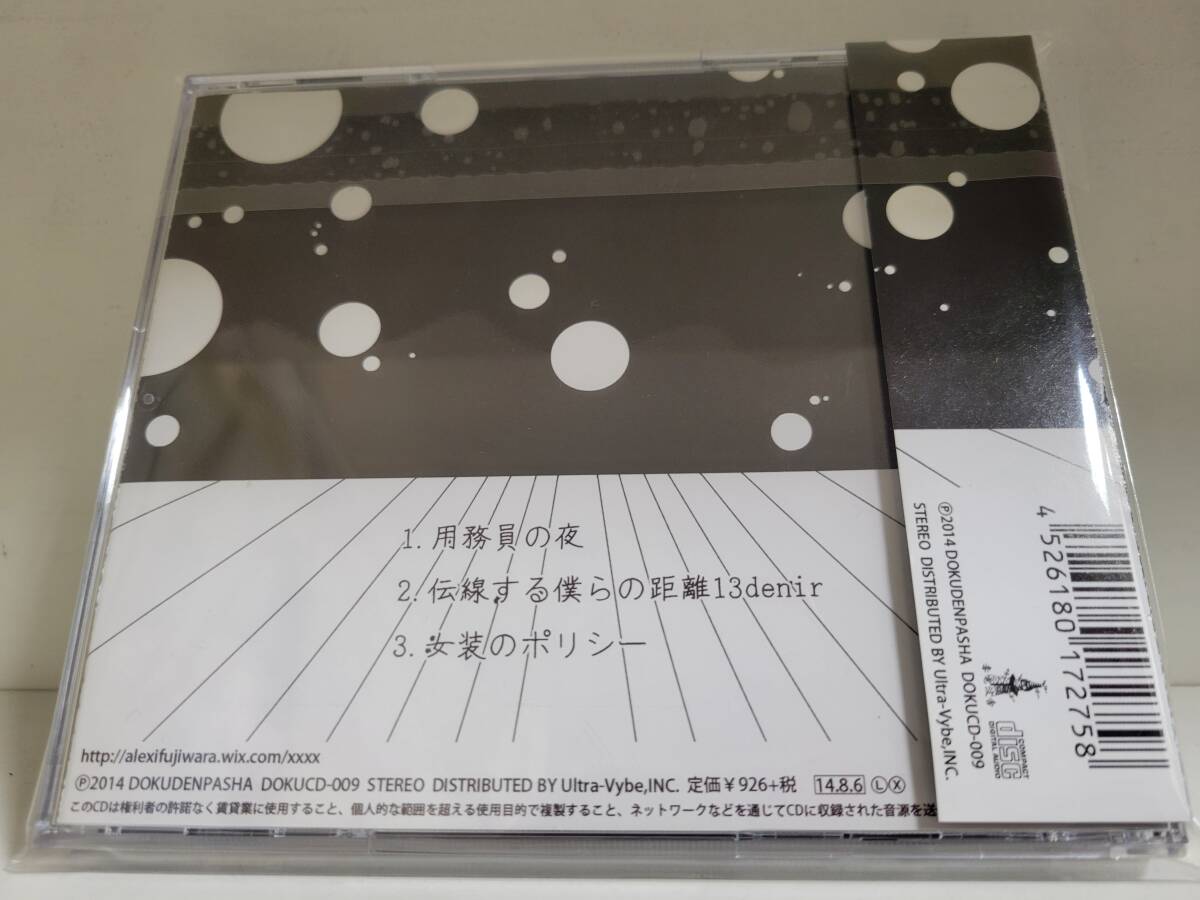 1. 用務員の夜
2. 伝線する僕らの距離13denir
3. 女装のポリシー
http://alexifujiwara.wix.com/xxxx
℗2014 DOKUDENPASHA DOKUCD-009 STEREO DISTRIBUTED BY Ultra-Vybe,INC. 定価￥926+税 14.8.6 Ⓛ Ⓧ
このCDは権利者の許諾なく賃貸業に使用すること、個人的な範囲を超える使用目的で複製すること、ネットワークなどを通じてCDに収録された音源を送
4 526180 172758
℗2014 DOKUDENPASHA DOKUCD-009
STEREO DISTRIBUTED BY Ultra-Vybe,INC.
COMPACT
disc
DIGITAL AUDIO